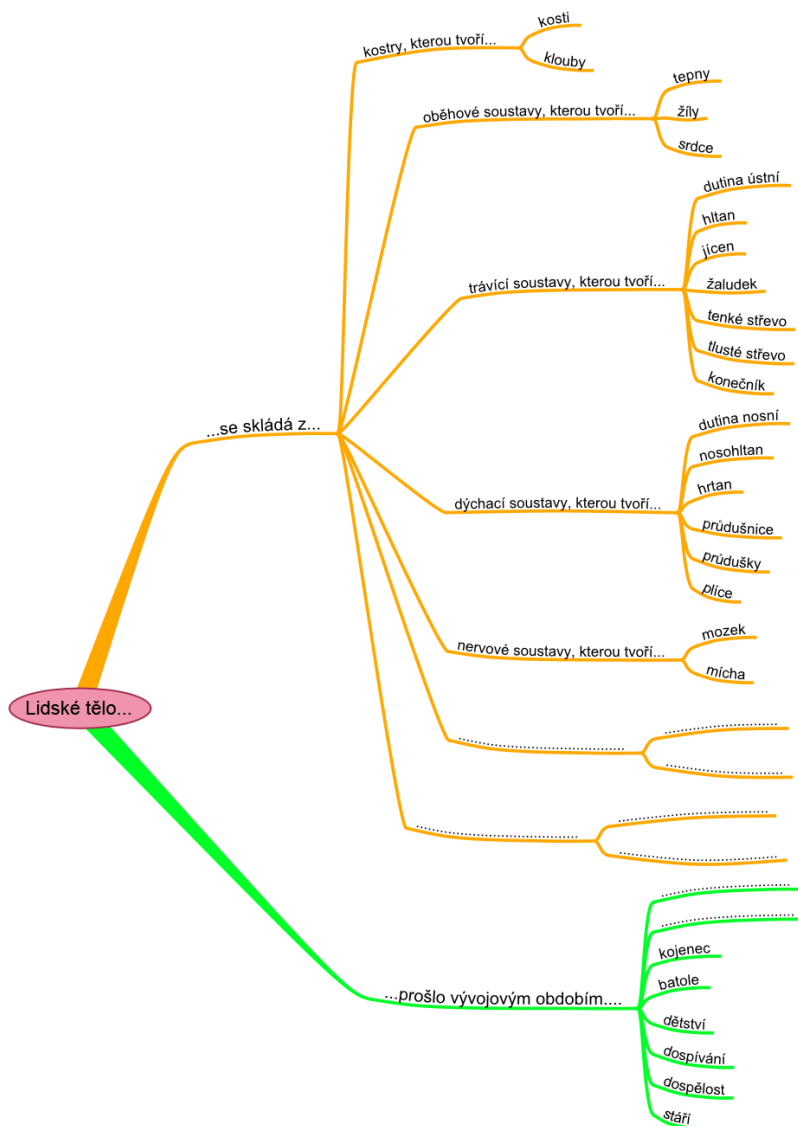 kostry, kterou tvoří...
kosti
klouby
oběhové soustavy, kterou tvoří...
tepny
žíly
srdce
trávící soustavy, kterou tvoří...
dutina ústní
hltan
jícen
žaludek
tenké střevo
tlusté střevo
konečník
...se skládá z...
dýchací soustavy, kterou tvoří...
dutina nosní
nosohltan
hrtan
průdušnice
průdušky
plíce
nervové soustavy, kterou tvoří...
mozek
mícha
Lidské tělo...
...prošlo vývojovým obdobím....
kojenec
batole
dětství
dospívání
dospělost
stáří